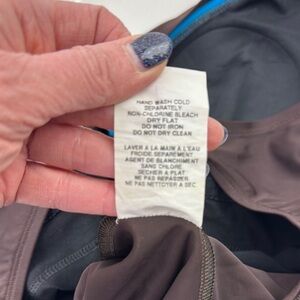 HAND WASH COLD
SEPARATELY
NON-CHLORINE BLEACH
DRY FLAT
DO NOT IRON
DO NOT DRY CLEAN
LAVER A LA MAIN A L'EAU
FROIDE SEPAREMENT
AGENT DE BLANCHIMENT
SANS CHLORE
SECHER A PLAT
NE PAS REPASSER
NE PAS NETTOYER A SEC